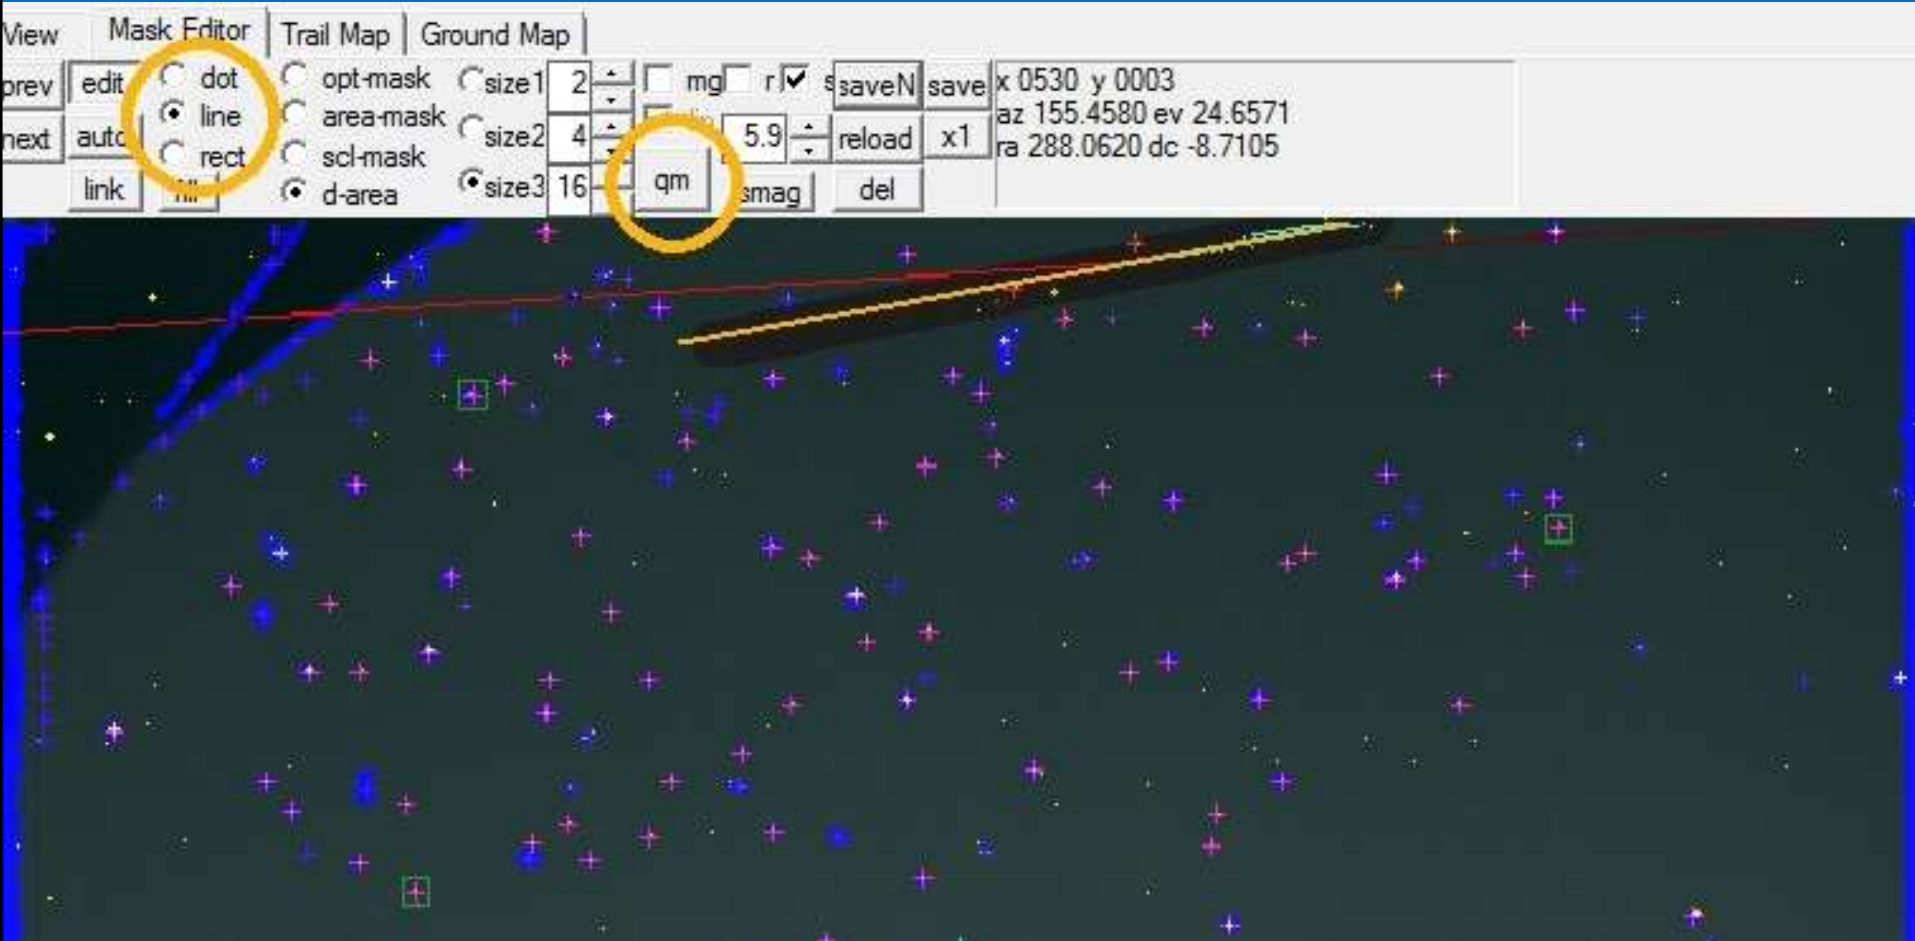 View Mask Editor Trail Map Ground Map
prev edit dot opt-mask size1 2 mg r s saveN save x 0530 y 0003
line area-mask az 155.4580 ev 24.6571
next auto size2 4 5.9 reload x1
rect scl-mask ra 288.0620 dc -8.7105
link d-area size3 16 qm smag del